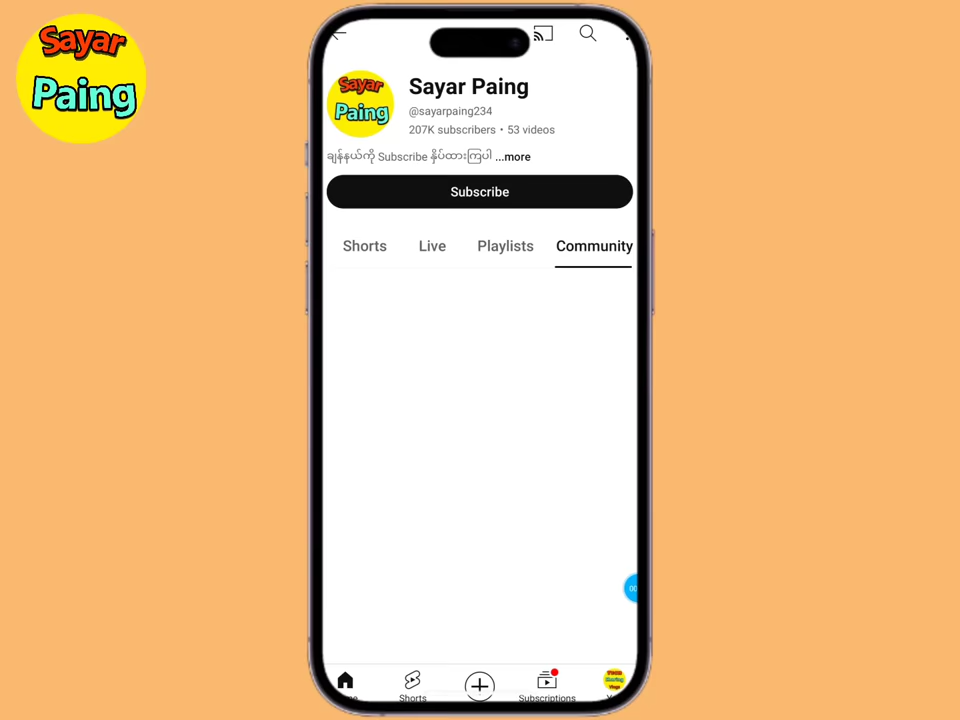 Sayar
Paing
Sayar
Paing
Sayar Paing
@sayarpaing234
207K subscribers • 53 videos
ချန်နယ်ကို Subscribe နှိပ်ထားကြပါ ...more
Subscribe
Shorts Live Playlists Community
00
Shorts
Subscriptions